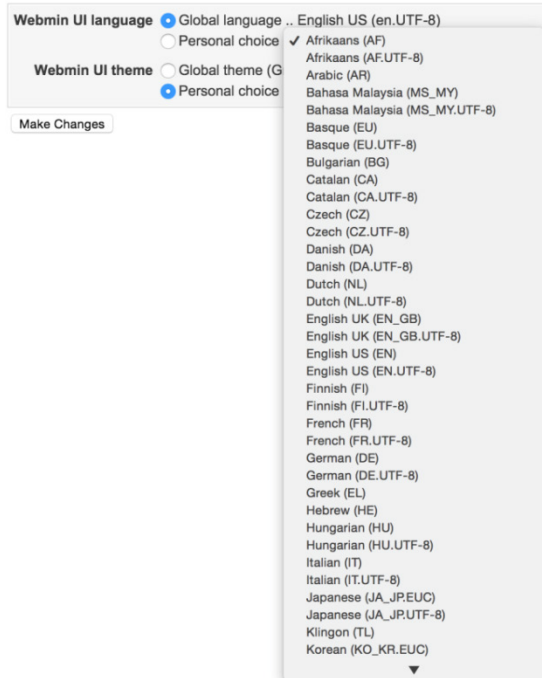 Webmin UI language Global language .. English US (en.UTF-8)
Personal choice ✓ Afrikaans (AF)
Afrikaans (AF.UTF-8)
Webmin UI theme Global theme (G
Arabic (AR)
Bahasa Malaysia (MS_MY)
Personal choice
Bahasa Malaysia (MS_MY.UTF-8)
Make Changes
Basque (EU)
Basque (EU.UTF-8)
Bulgarian (BG)
Catalan (CA)
Catalan (CA.UTF-8)
Czech (CZ)
Czech (CZ.UTF-8)
Danish (DA)
Danish (DA.UTF-8)
Dutch (NL)
Dutch (NL.UTF-8)
English UK (EN_GB)
English UK (EN_GB.UTF-8)
English US (EN)
English US (EN.UTF-8)
Finnish (FI)
Finnish (FI.UTF-8)
French (FR)
French (FR.UTF-8)
German (DE)
German (DE.UTF-8)
Greek (EL)
Hebrew (HE)
Hungarian (HU)
Hungarian (HU.UTF-8)
Italian (IT)
Italian (IT.UTF-8)
Japanese (JA_JP.EUC)
Japanese (JA_JP.UTF-8)
Klingon (TL)
Korean (KO_KR.EUC)